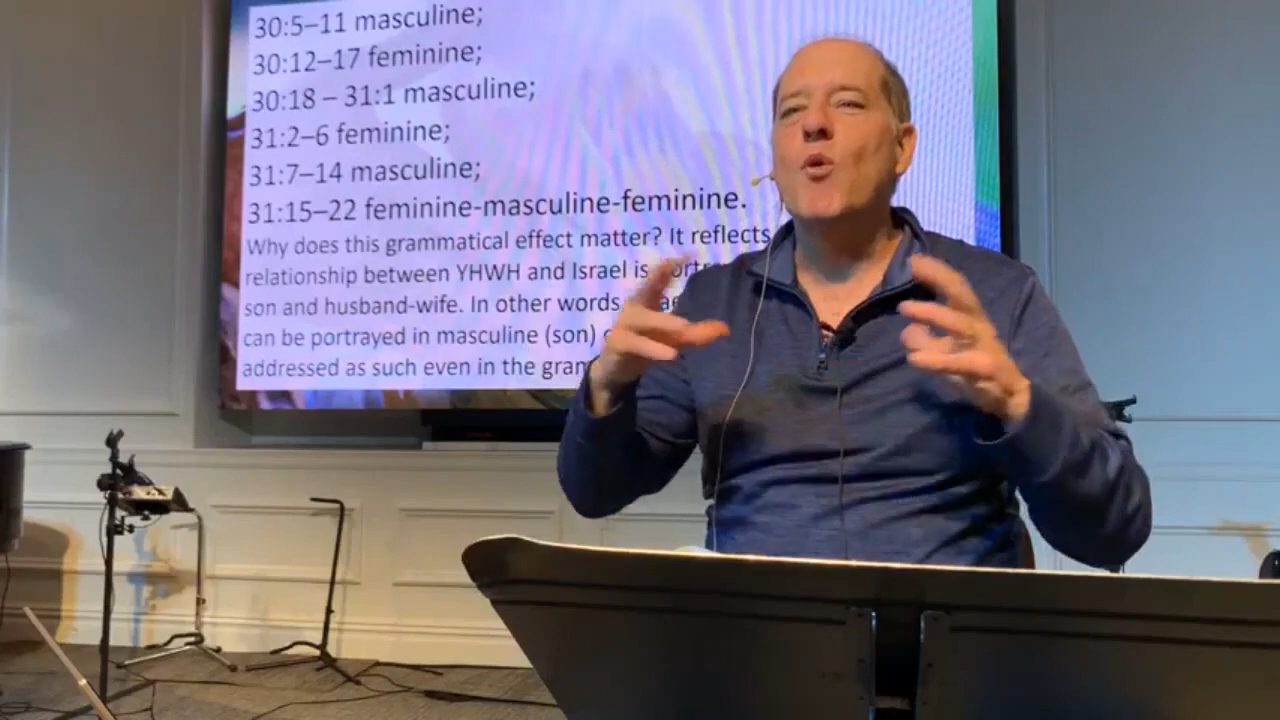 30:5–11 masculine;
30:12–17 feminine;
30:18 – 31:1 masculine;
31:2–6 feminine;
31:7–14 masculine;
31:15–22 feminine-masculine-feminine.
Why does this grammatical effect matter? It reflects
relationship between YHWH and Israel is
son and husband-wife. In other words
can be portrayed in masculine (son)
addressed as such even in the